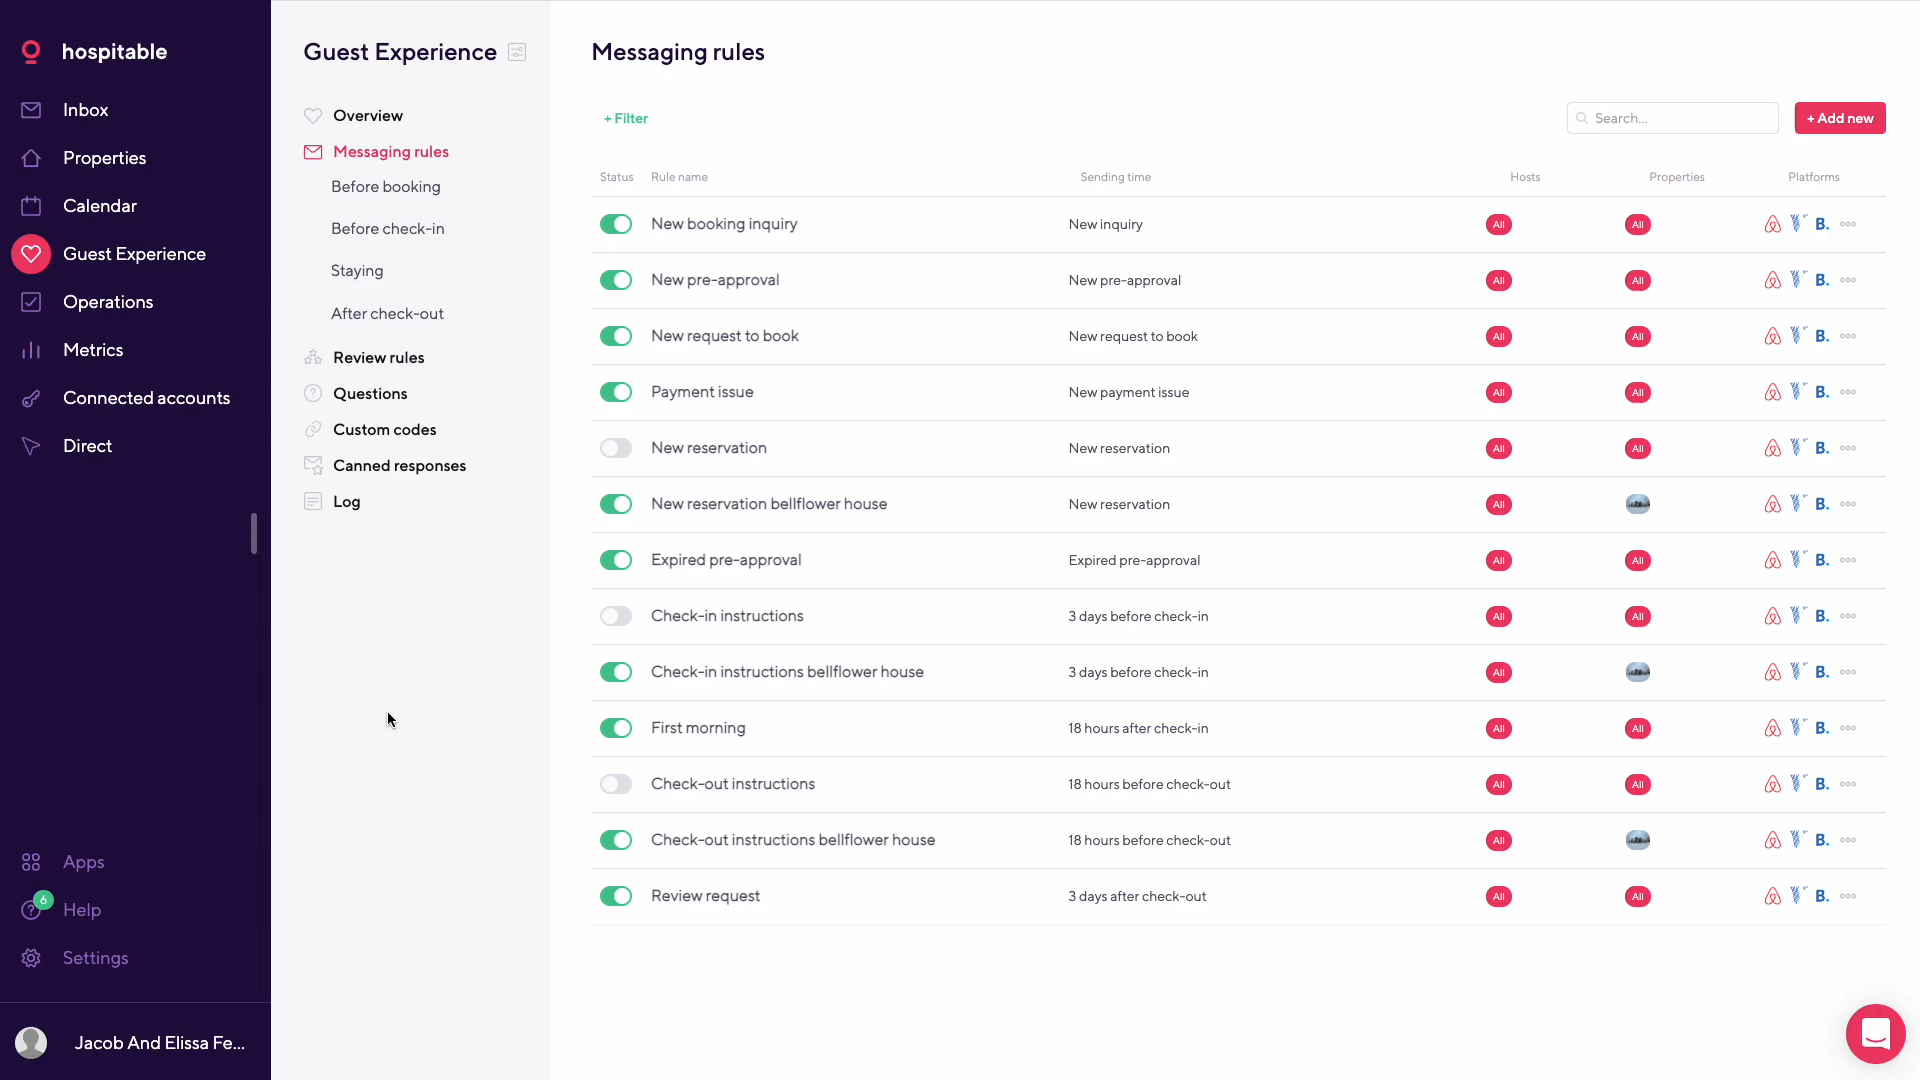 hospitable
Inbox
Properties
Calendar
Guest Experience
Operations
Metrics
Connected accounts
Direct
Apps
6
Help
Settings
Jacob And Elissa Fe...
Guest Experience
Overview
Messaging rules
Before booking
Before check-in
Staying
After check-out
Review rules
Questions
Custom codes
Canned responses
Log
Messaging rules
+ Filter
Search...
+ Add new
Status Rule name Sending time Hosts Properties Platforms
New booking inquiry New inquiry All All B.
New pre-approval New pre-approval All All B.
New request to book New request to book All All B.
Payment issue New payment issue All All B.
New reservation New reservation All All B.
New reservation bellflower house New reservation All B.
Expired pre-approval Expired pre-approval All All B.
Check-in instructions 3 days before check-in All All B.
Check-in instructions bellflower house 3 days before check-in All B.
First morning 18 hours after check-in All All B.
Check-out instructions 18 hours before check-out All All B.
Check-out instructions bellflower house 18 hours before check-out All B.
Review request 3 days after check-out All All B.